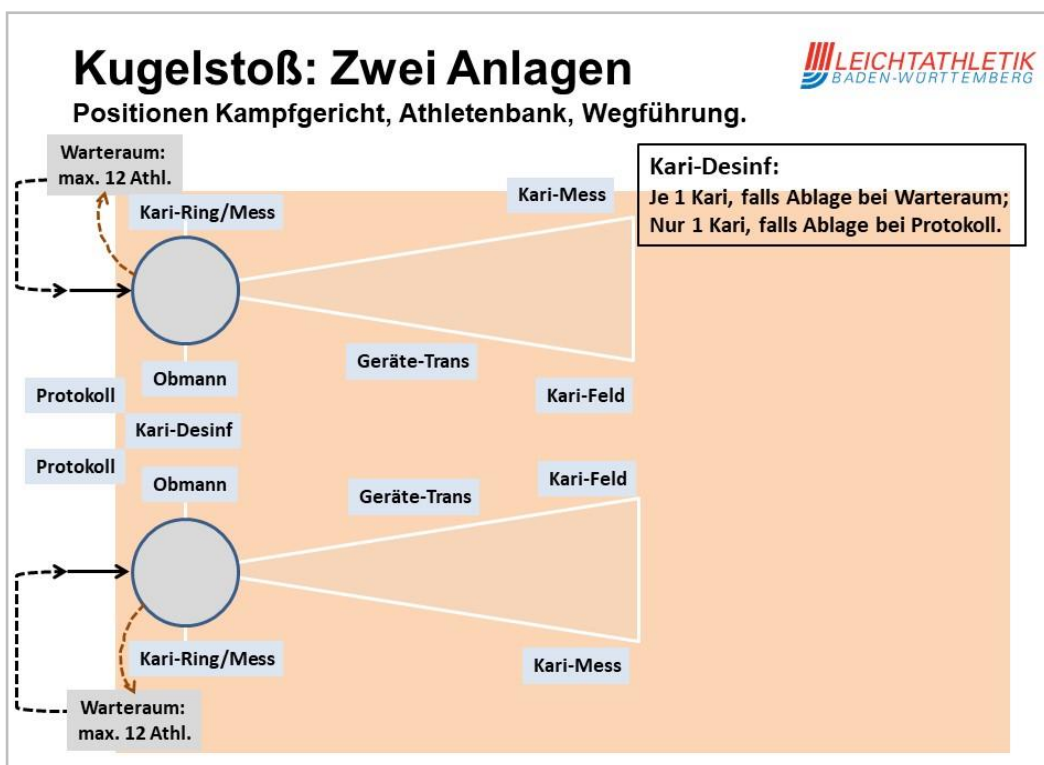 Kugelstoß: Zwei Anlagen
Positionen Kampfgericht, Athletenbank, Wegführung.
LEICHTATHLETIK
BADEN-WÜRTTEMBERG
Warteraum:
max. 12 Athl.
Kari-Desinf:
Je 1 Kari, falls Ablage bei Warteraum;
Nur 1 Kari, falls Ablage bei Protokoll.
Kari-Ring/Mess
Kari-Mess
Geräte-Trans
Obmann
Protokoll
Kari-Feld
Kari-Desinf
Protokoll
Obmann
Kari-Feld
Geräte-Trans
Kari-Ring/Mess
Kari-Mess
Warteraum:
max. 12 Athl.